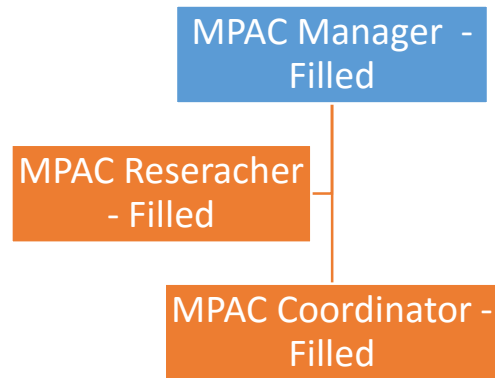 MPAC Manager -
Filled
MPAC Reseracher
- Filled
MPAC Coordinator -
Filled